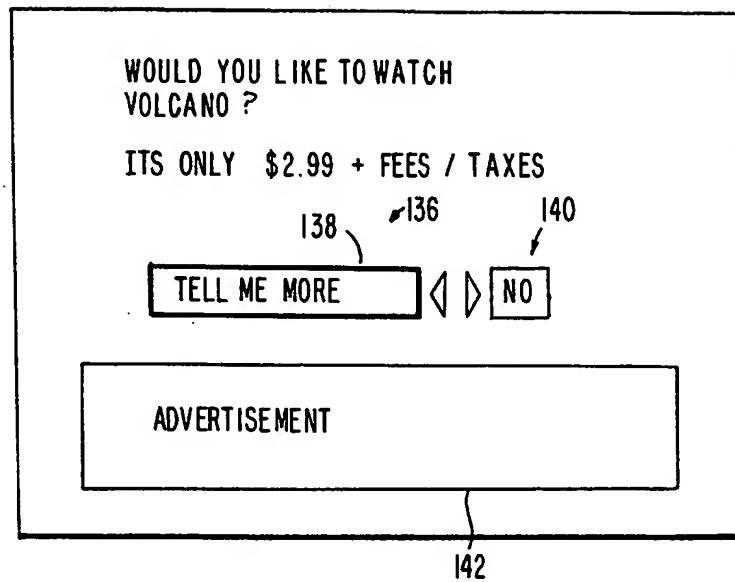 WOULD YOU LIKE TO WATCH
VOLCANO ?
ITS ONLY $2.99 + FEES / TAXES
138 136 140
TELL ME MORE NO
ADVERTISEMENT
142